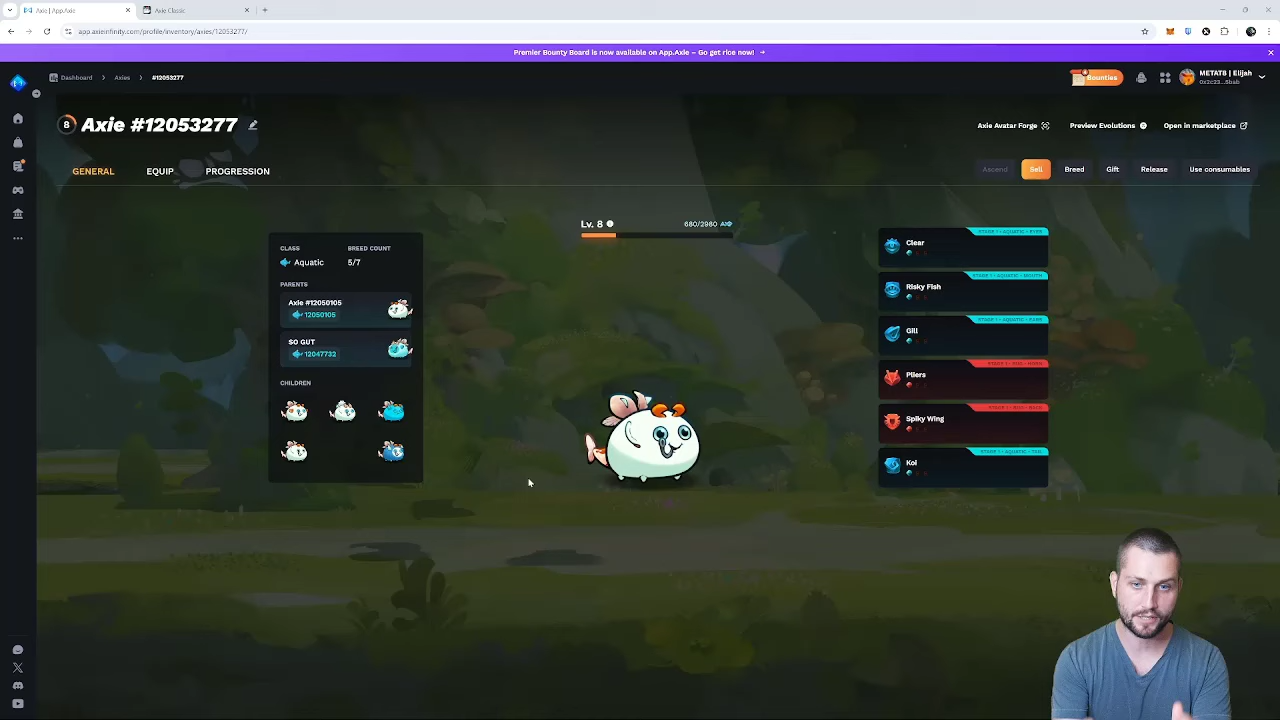 Axie | App.Axie
Axie Classic
app.axieinfinity.com/profile/inventory/axies/12053277/
Premier Bounty Board is now available on App.Axie – Go get rice now! →
Dashboard > Axies > #12053277
Bounties
META78 | Elijah
8 Axie #12053277
Axie Avatar Forge
Preview Evolutions
Open in marketplace
GENERAL EQUIP PROGRESSION
Ascend Sell Breed Gift Release Use consumables
Lv. 8
680/2980 AXP
CLASS BREED COUNT
Aquatic 5/7
PARENTS
Axie #12050105
12050105
SO GUT
12047732
CHILDREN
Clear
Risky Fish
Gill
Pliers
Spiky Wing
Koi